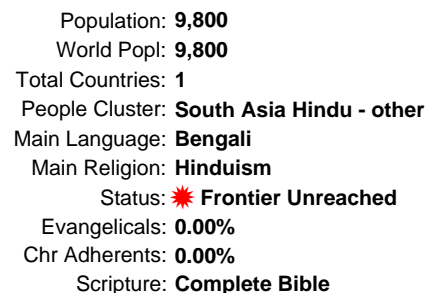 Population: 9,800
World Popl: 9,800
Total Countries: 1
People Cluster: South Asia Hindu - other
Main Language: Bengali
Main Religion: Hinduism
Status: Frontier Unreached
Evangelicals: 0.00%
Chr Adherents: 0.00%
Scripture: Complete Bible